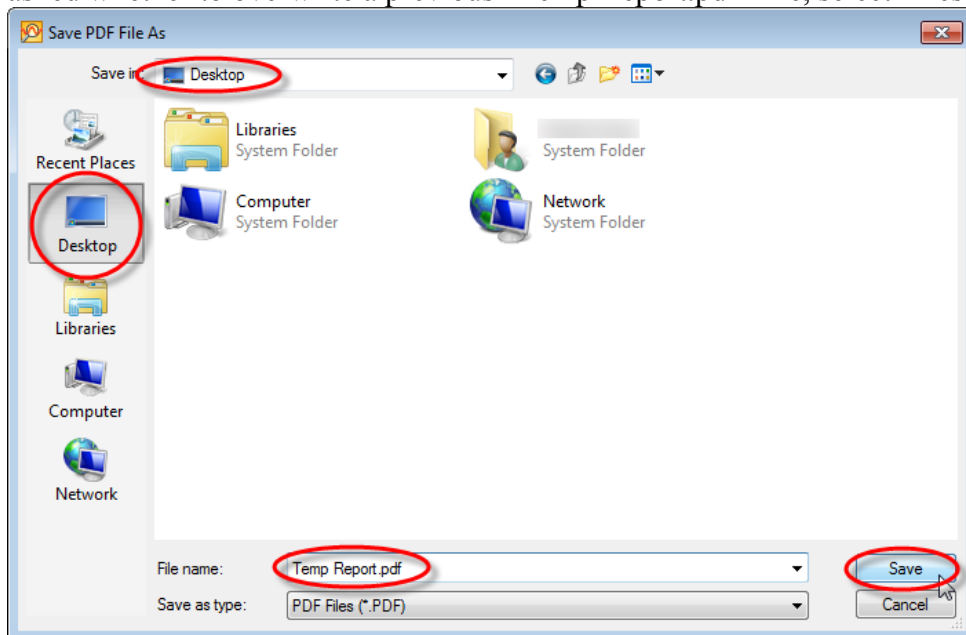 Save PDF File As
Save in:
Desktop
Libraries
System Folder
System Folder
Recent Places
Computer
System Folder
Network
System Folder
Desktop
Libraries
Computer
Network
File name:
Temp Report.pdf
Save
Save as type:
PDF Files (*.PDF)
Cancel